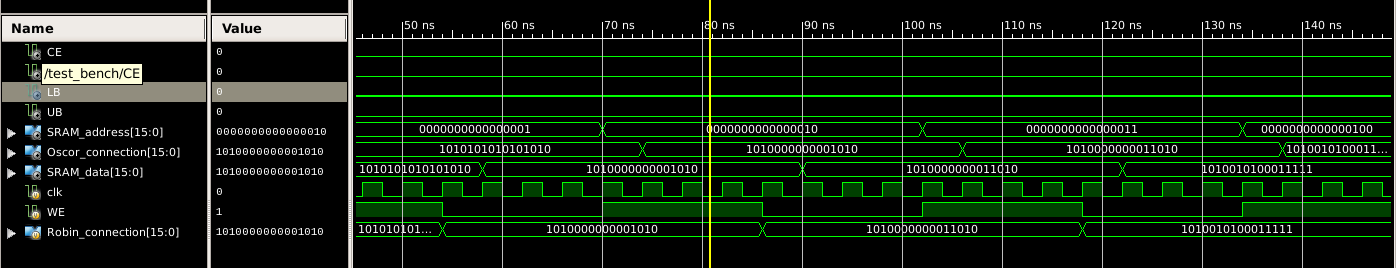 Name Value 50 ns 60 ns 70 ns 80 ns 90 ns 100 ns 110 ns 120 ns 130 ns 140 ns
CE 0
/test_bench/CE 0
LB 0
UB 0
SRAM_address[15:0] 0000000000000010 0000000000000001 0000000000000010 0000000000000011 0000000000000100
Oscor_connection[15:0] 1010000000001010 1010101010101010 1010000000001010 1010000000011010 1010010100011...
SRAM_data[15:0] 1010000000001010 1010101010101010 1010000000001010 1010000000011010 1010010100011111
clk 0
WE 1
Robin_connection[15:0] 1010000000001010 101010101... 1010000000001010 1010000000011010 1010010100011111